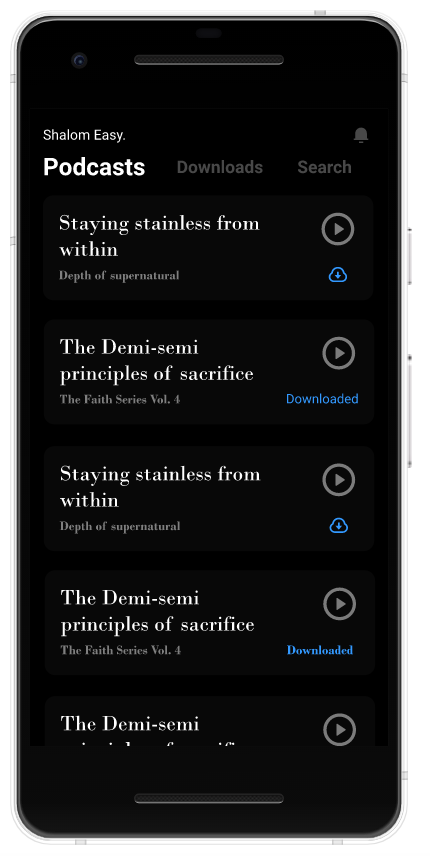 Shalom Easy.
Podcasts Downloads Search
Staying stainless from
within
Depth of supernatural
The Demi-semi
principles of sacrifice
The Faith Series Vol. 4
Downloaded
Staying stainless from
within
Depth of supernatural
The Demi-semi
principles of sacrifice
The Faith Series Vol. 4
Downloaded
The Demi-semi